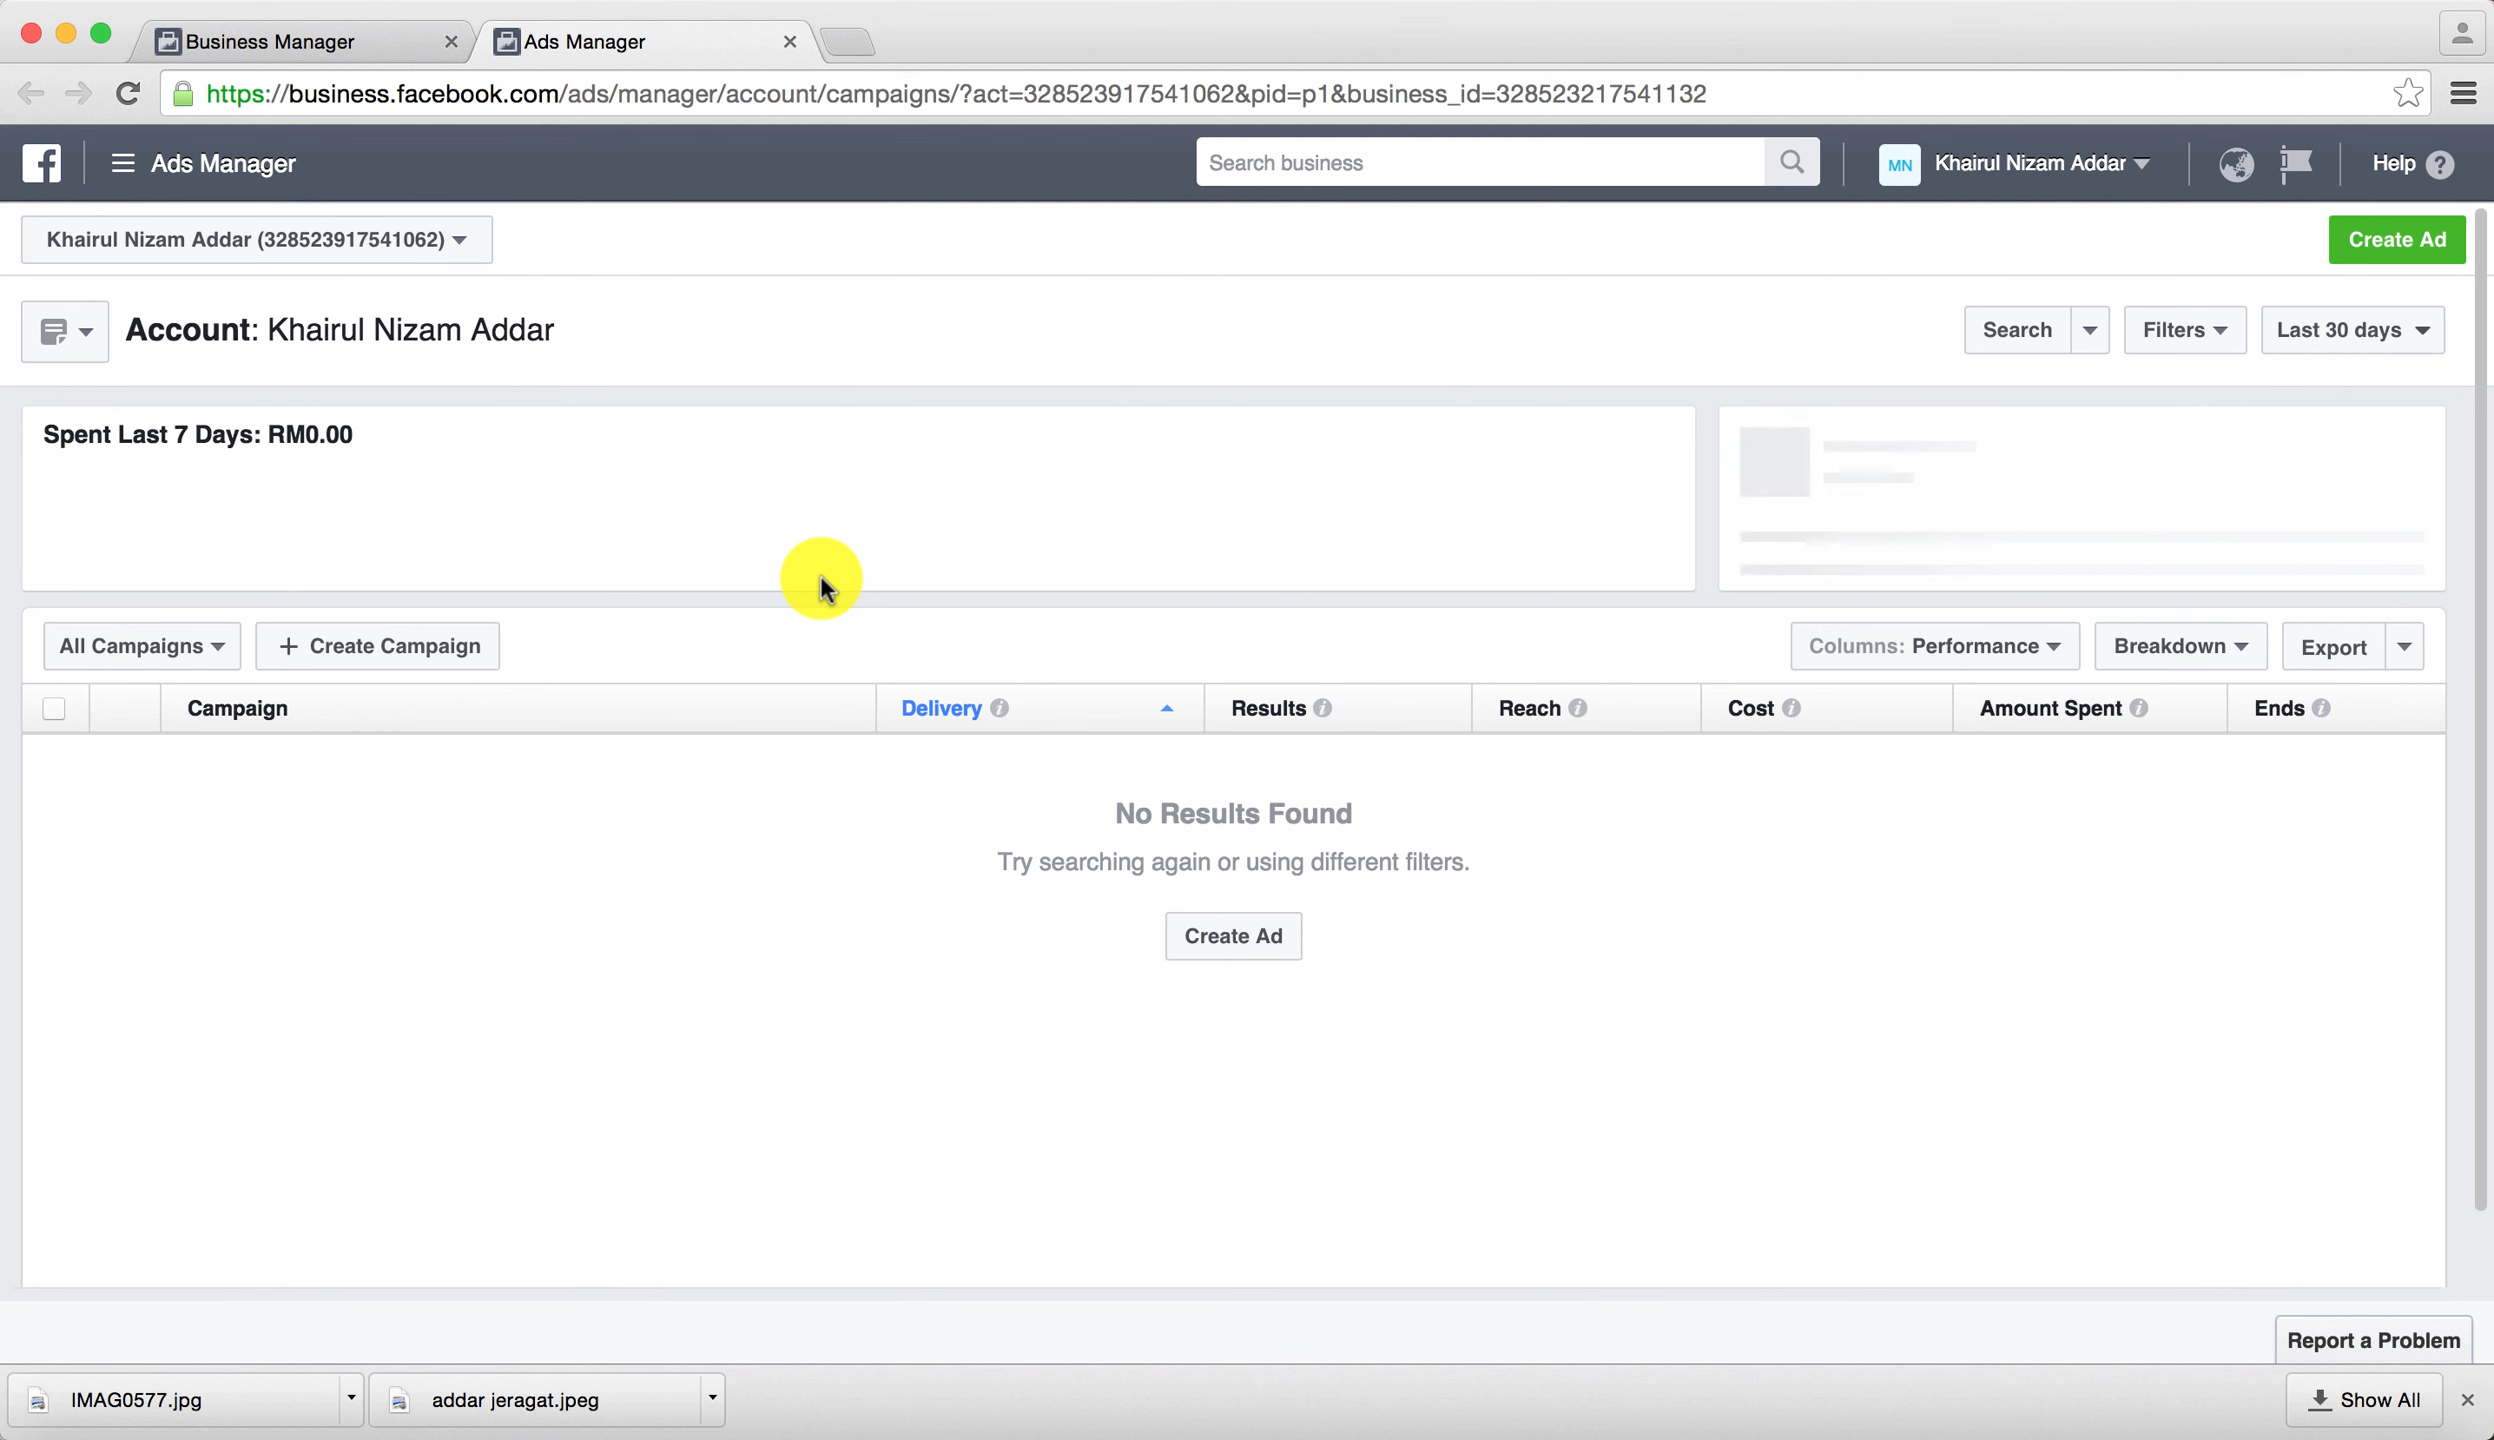 Business Manager
Ads Manager
https://business.facebook.com/ads/manager/account/campaigns/?act=328523917541062&pid=p1&business_id=328523217541132
Ads Manager
Search business
MN
Khairul Nizam Addar
Help ?
Khairul Nizam Addar (328523917541062)
Create Ad
Account: Khairul Nizam Addar
Search
Filters
Last 30 days
Spent Last 7 Days: RM0.00
All Campaigns
+ Create Campaign
Columns: Performance
Breakdown
Export
Campaign
Delivery
Results
Reach
Cost
Amount Spent
Ends
No Results Found
Try searching again or using different filters.
Create Ad
Report a Problem
IMAG0577.jpg
addar jeragat.jpeg
Show All